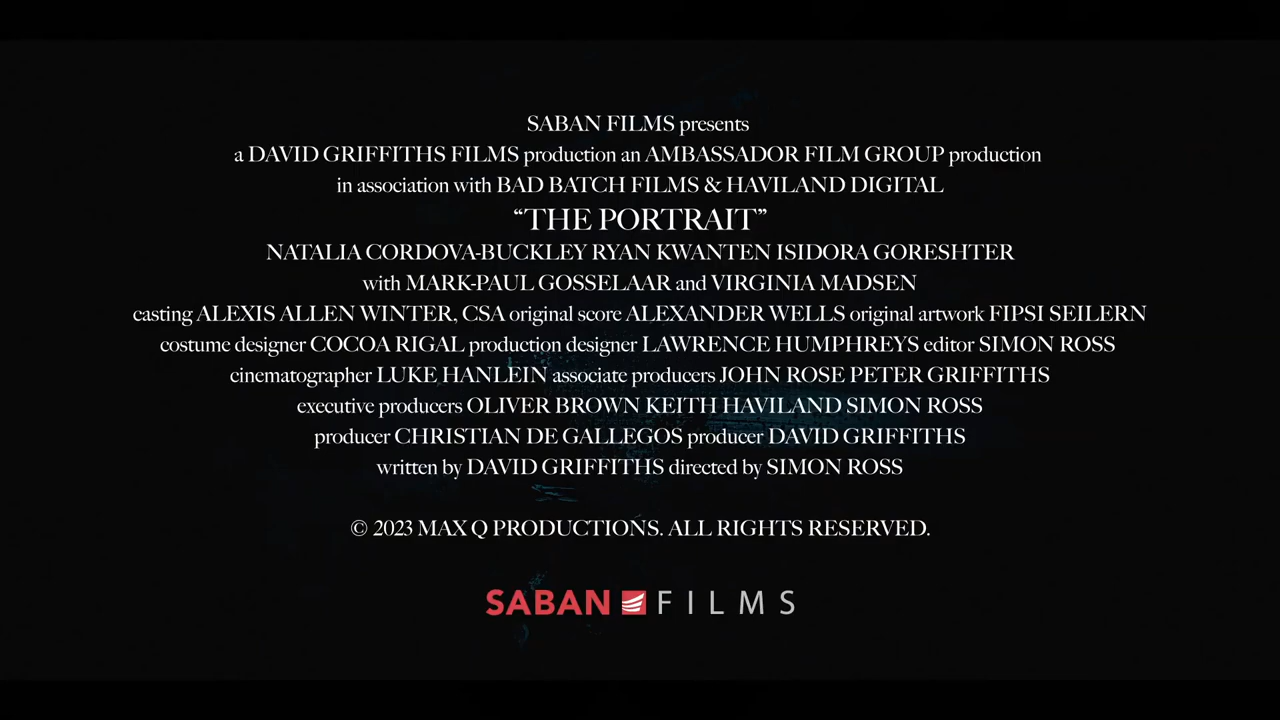 SABAN FILMS presents
a DAVID GRIFFITHS FILMS production an AMBASSADOR FILM GROUP production
in association with BAD BATCH FILMS & HAVILAND DIGITAL
“THE PORTRAIT”
NATALIA CORDOVA-BUCKLEY RYAN KWANTEN ISIDORA GORESHTER
with MARK-PAUL GOSSELAAR and VIRGINIA MADSEN
casting ALEXIS ALLEN WINTER, CSA original score ALEXANDER WELLS original artwork FIPSI SEILERN
costume designer COCOA RIGAL production designer LAWRENCE HUMPHREYS editor SIMON ROSS
cinematographer LUKE HANLEIN associate producers JOHN ROSE PETER GRIFFITHS
executive producers OLIVER BROWN KEITH HAVILAND SIMON ROSS
producer CHRISTIAN DE GALLEGOS producer DAVID GRIFFITHS
written by DAVID GRIFFITHS directed by SIMON ROSS
© 2023 MAX Q PRODUCTIONS. ALL RIGHTS RESERVED.
SABAN FILMS